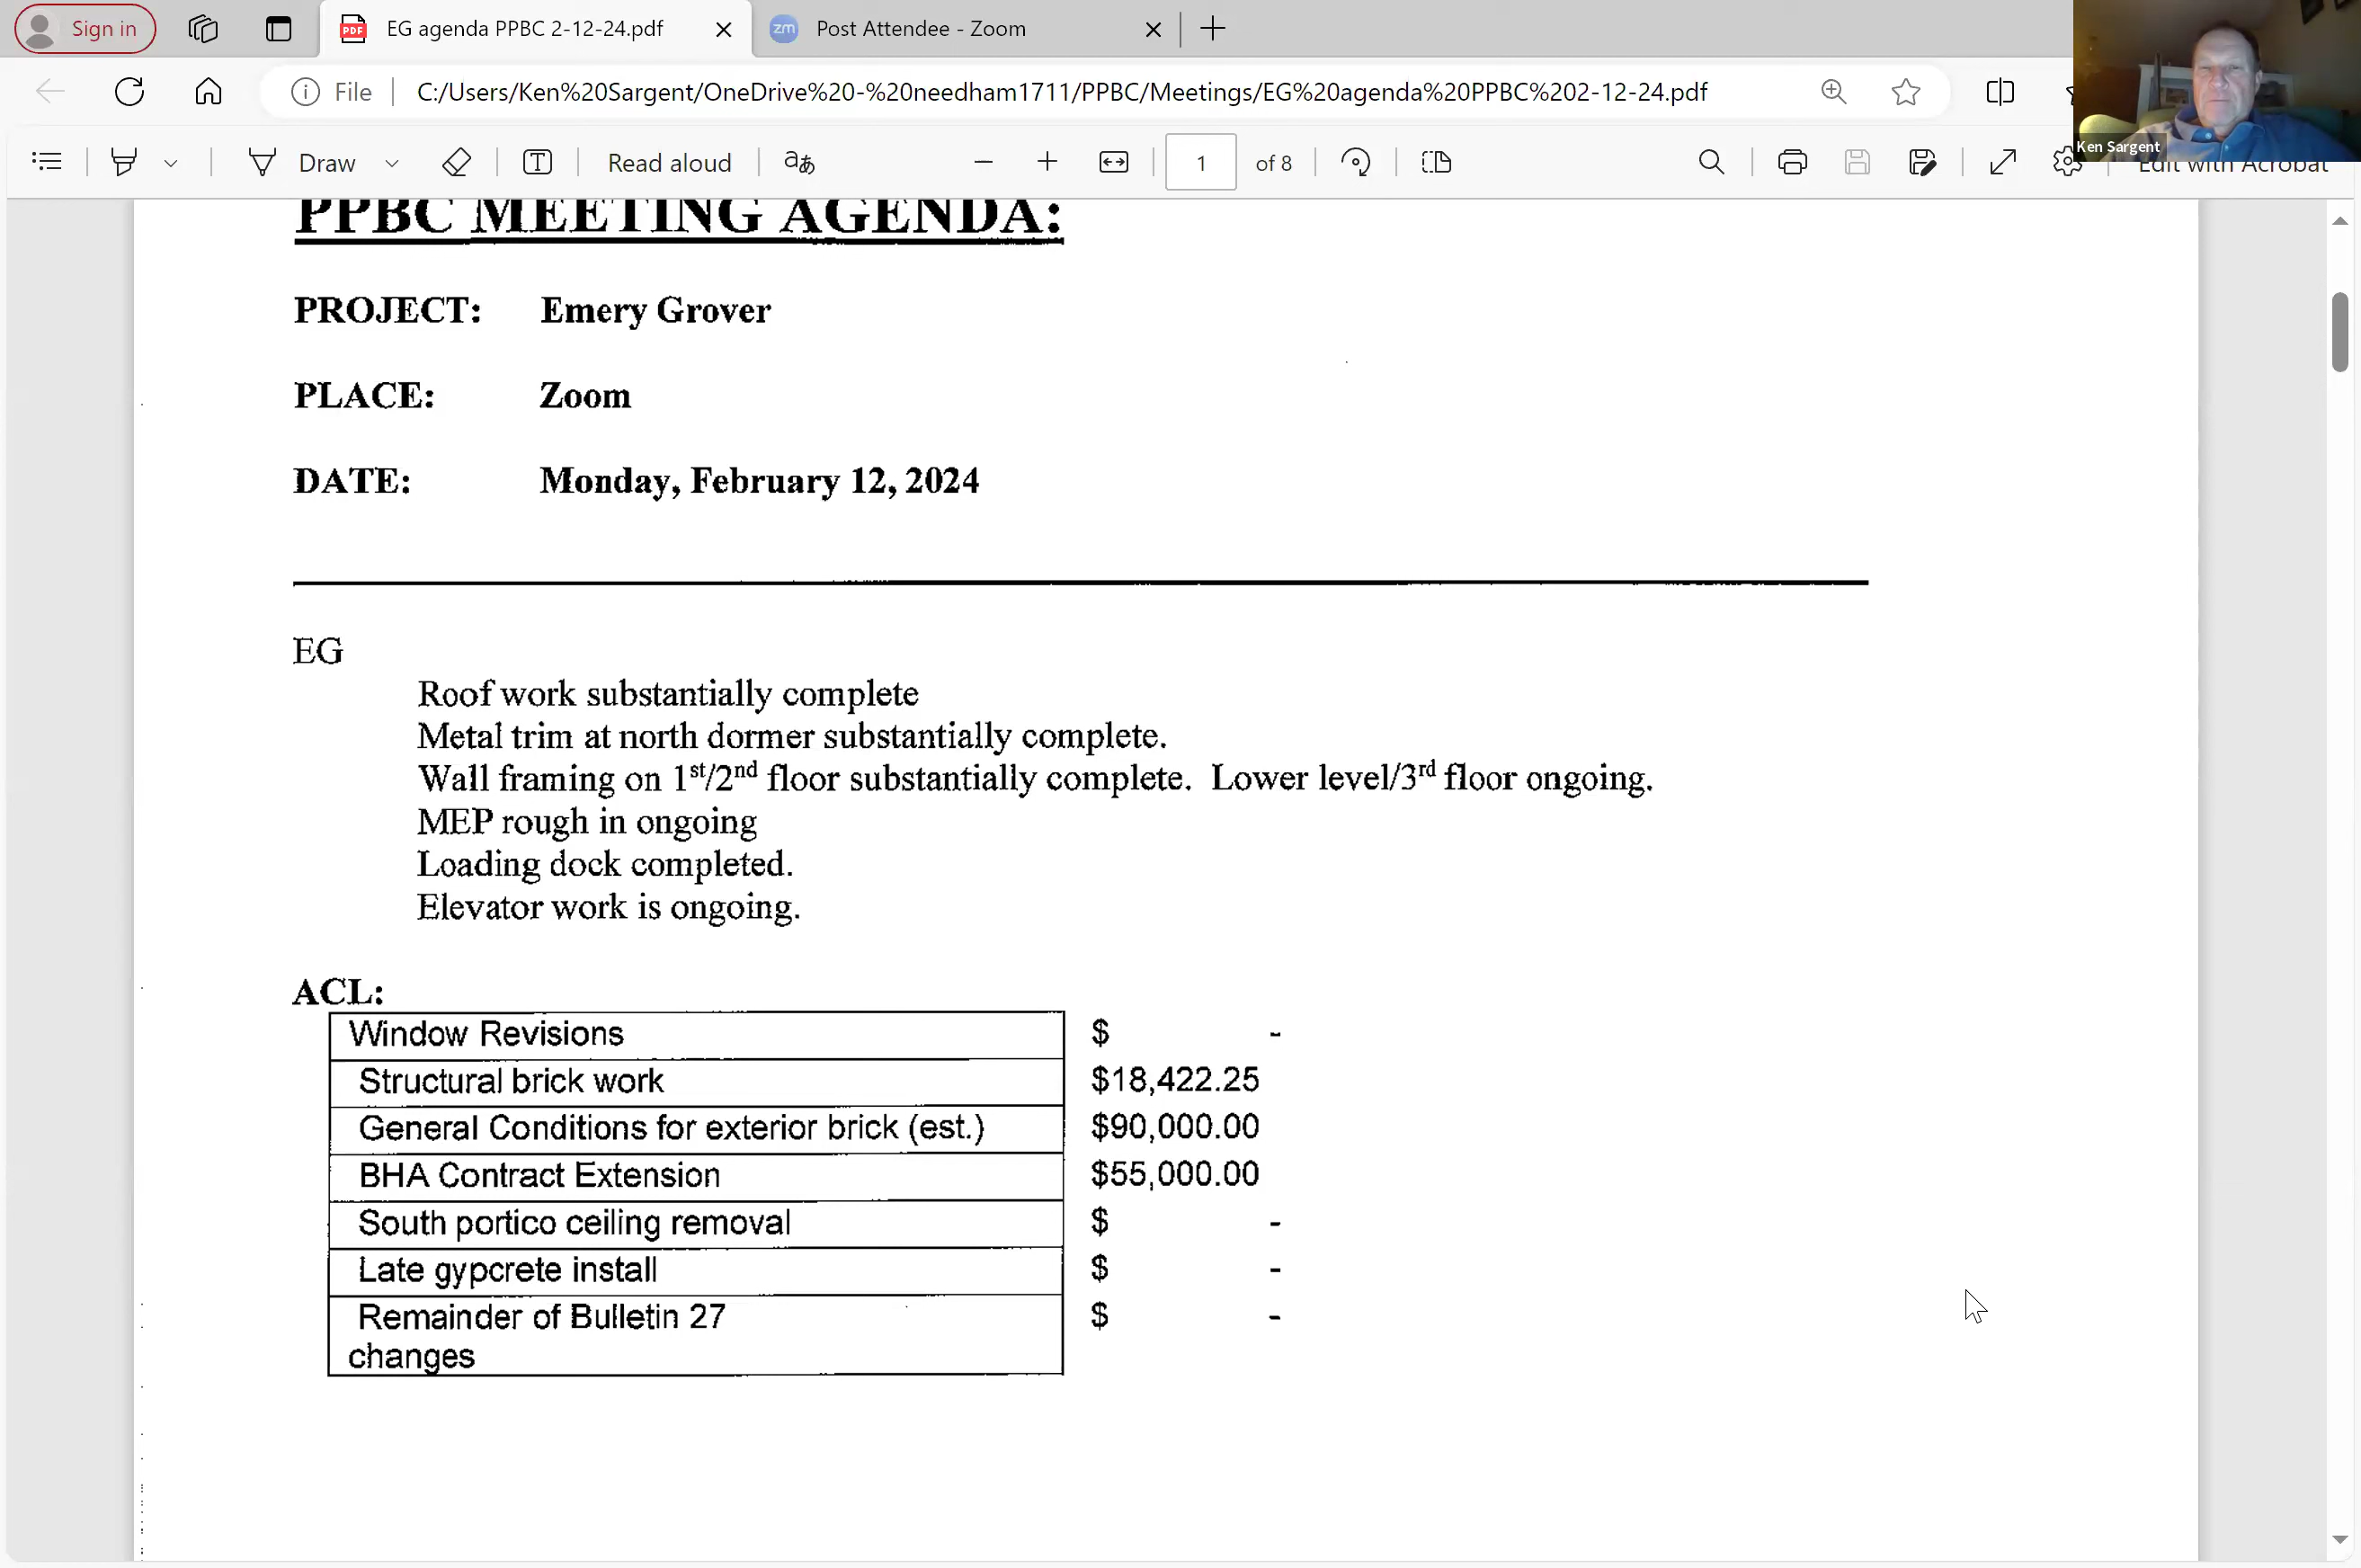 Sign in
EG agenda PPBC 2-12-24.pdf
zm Post Attendee - Zoom
File C:/Users/Ken%20Sargent/OneDrive%20-%20needham1711/PPBC/Meetings/EG%20agenda%20PPBC%202-12-24.pdf
Draw Read aloud 1 of 8 Edit with Acrobat
Ken Sargent
PPBC MEETING AGENDA:
PROJECT: Emery Grover
PLACE: Zoom
DATE: Monday, February 12, 2024
EG
Roof work substantially complete
Metal trim at north dormer substantially complete.
Wall framing on 1st/2nd floor substantially complete. Lower level/3rd floor ongoing.
MEP rough in ongoing
Loading dock completed.
Elevator work is ongoing.
ACL:
Window Revisions $ -
Structural brick work $18,422.25
General Conditions for exterior brick (est.) $90,000.00
BHA Contract Extension $55,000.00
South portico ceiling removal $ -
Late gypcrete install $ -
Remainder of Bulletin 27 $ -
changes